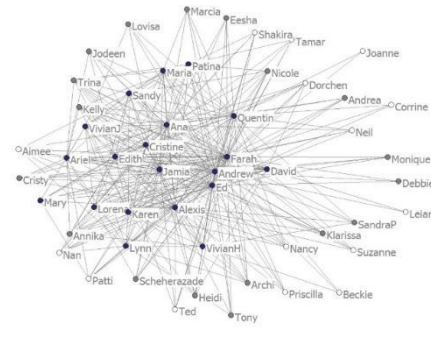 Marcia
Eesha
Lovisa
Shakira
Tamar
Joanne
Jodeen
Patina
Maria
Nicole
Trina
Dorchen
Sandy
Andrea
Corrine
Kelly
Quentin
VivianJ
Ana
Neil
Aimee
Cristine
Ariel
Edith
Farah
Monique
Jamia
Andrew
David
Cristy
Ed
Debbie
Mary
Lorena
Karen
Alexis
SandraP
Annika
Klarissa
Lynn
VivianH
Nancy
Suzanne
Nan
Patti
Scheherazade
Archi
Heidi
Priscilla
Beckie
Ted
Tony